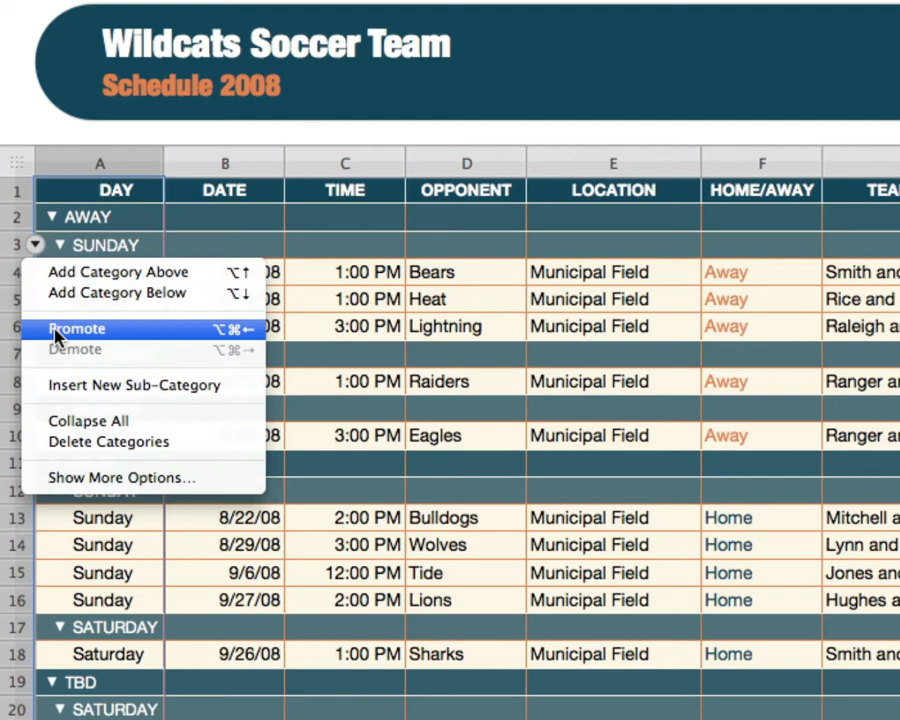 Wildcats Soccer Team
Schedule 2008
A B C D E F
1 DAY DATE TIME OPPONENT LOCATION HOME/AWAY TEA
2 ▼ AWAY
3 ▼ SUNDAY
4 08 1:00 PM Bears Municipal Field Away Smith and
5 08 1:00 PM Heat Municipal Field Away Rice and
6 08 3:00 PM Lightning Municipal Field Away Raleigh a
7
8 08 1:00 PM Raiders Municipal Field Away Ranger a
9
10 08 3:00 PM Eagles Municipal Field Away Ranger a
11
12 SUNDAY
13 Sunday 8/22/08 2:00 PM Bulldogs Municipal Field Home Mitchell a
14 Sunday 8/29/08 3:00 PM Wolves Municipal Field Home Lynn and
15 Sunday 9/6/08 12:00 PM Tide Municipal Field Home Jones and
16 Sunday 9/27/08 2:00 PM Lions Municipal Field Home Hughes a
17 ▼ SATURDAY
18 Saturday 9/26/08 1:00 PM Sharks Municipal Field Home Smith and
19 ▼ TBD
20 ▼ SATURDAY
Add Category Above ⌥↑
Add Category Below ⌥↓
Promote ⌥⌘←
Demote ⌥⌘→
Insert New Sub-Category
Collapse All
Delete Categories
Show More Options...